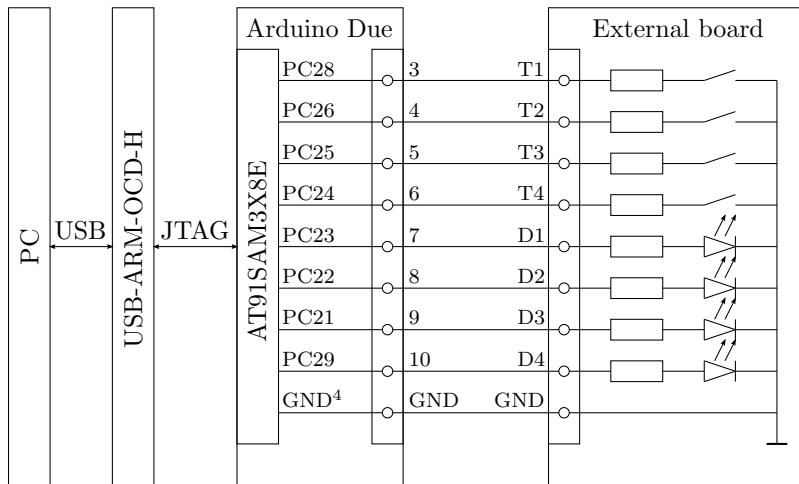 Arduino Due
External board
PC
USB
USB-ARM-OCD-H
JTAG
AT91SAM3X8E
PC28 3 T1
PC26 4 T2
PC25 5 T3
PC24 6 T4
PC23 7 D1
PC22 8 D2
PC21 9 D3
PC29 10 D4
GND⁴ GND GND